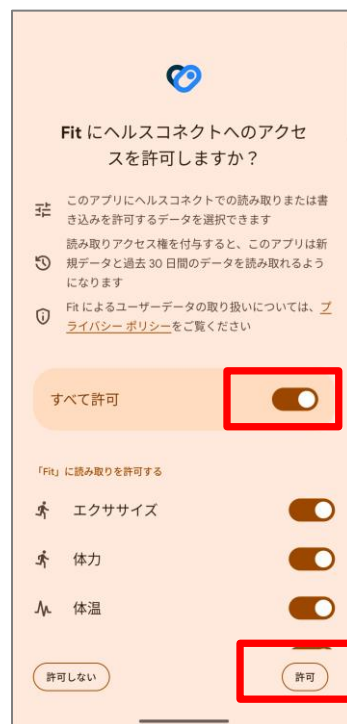 Fit にヘルスコネクトへのアクセ
スを許可しますか？
このアプリにヘルスコネクトでの読み取りまたは書
き込みを許可するデータを選択できます
読み取りアクセス権を付与すると、このアプリは新
規データと過去 30 日間のデータを読み取れるよう
になります
Fit によるユーザーデータの取り扱いについては、プ
ライバシー ポリシーをご覧ください
すべて許可
「Fit」に読み取りを許可する
エクササイズ
体力
体温
許可しない
許可